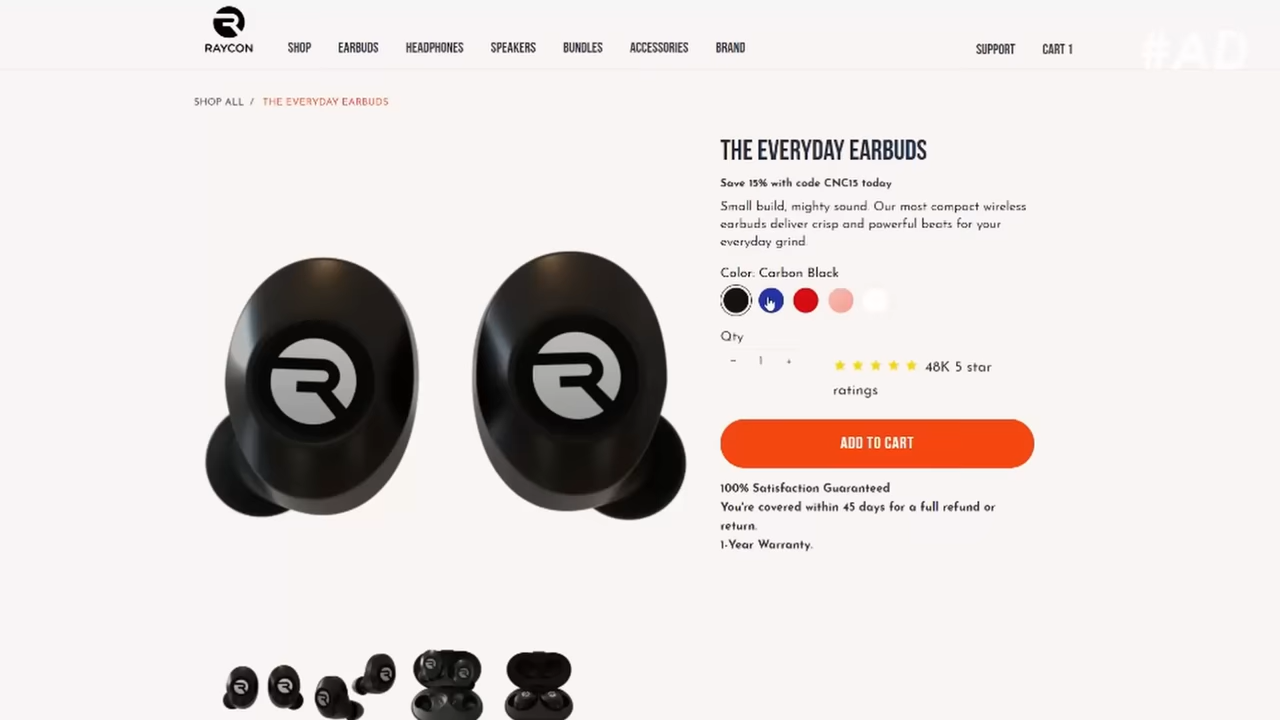 RAYCON
SHOP EARBUDS HEADPHONES SPEAKERS BUNDLES ACCESSORIES BRAND
SUPPORT CART 1
#AD
SHOP ALL / THE EVERYDAY EARBUDS
THE EVERYDAY EARBUDS
Save 15% with code CNC15 today
Small build, mighty sound. Our most compact wireless
earbuds deliver crisp and powerful beats for your
everyday grind.
Color: Carbon Black
Qty
- 1 +
48K 5 star
ratings
ADD TO CART
100% Satisfaction Guaranteed
You're covered within 45 days for a full refund or
return.
1-Year Warranty.